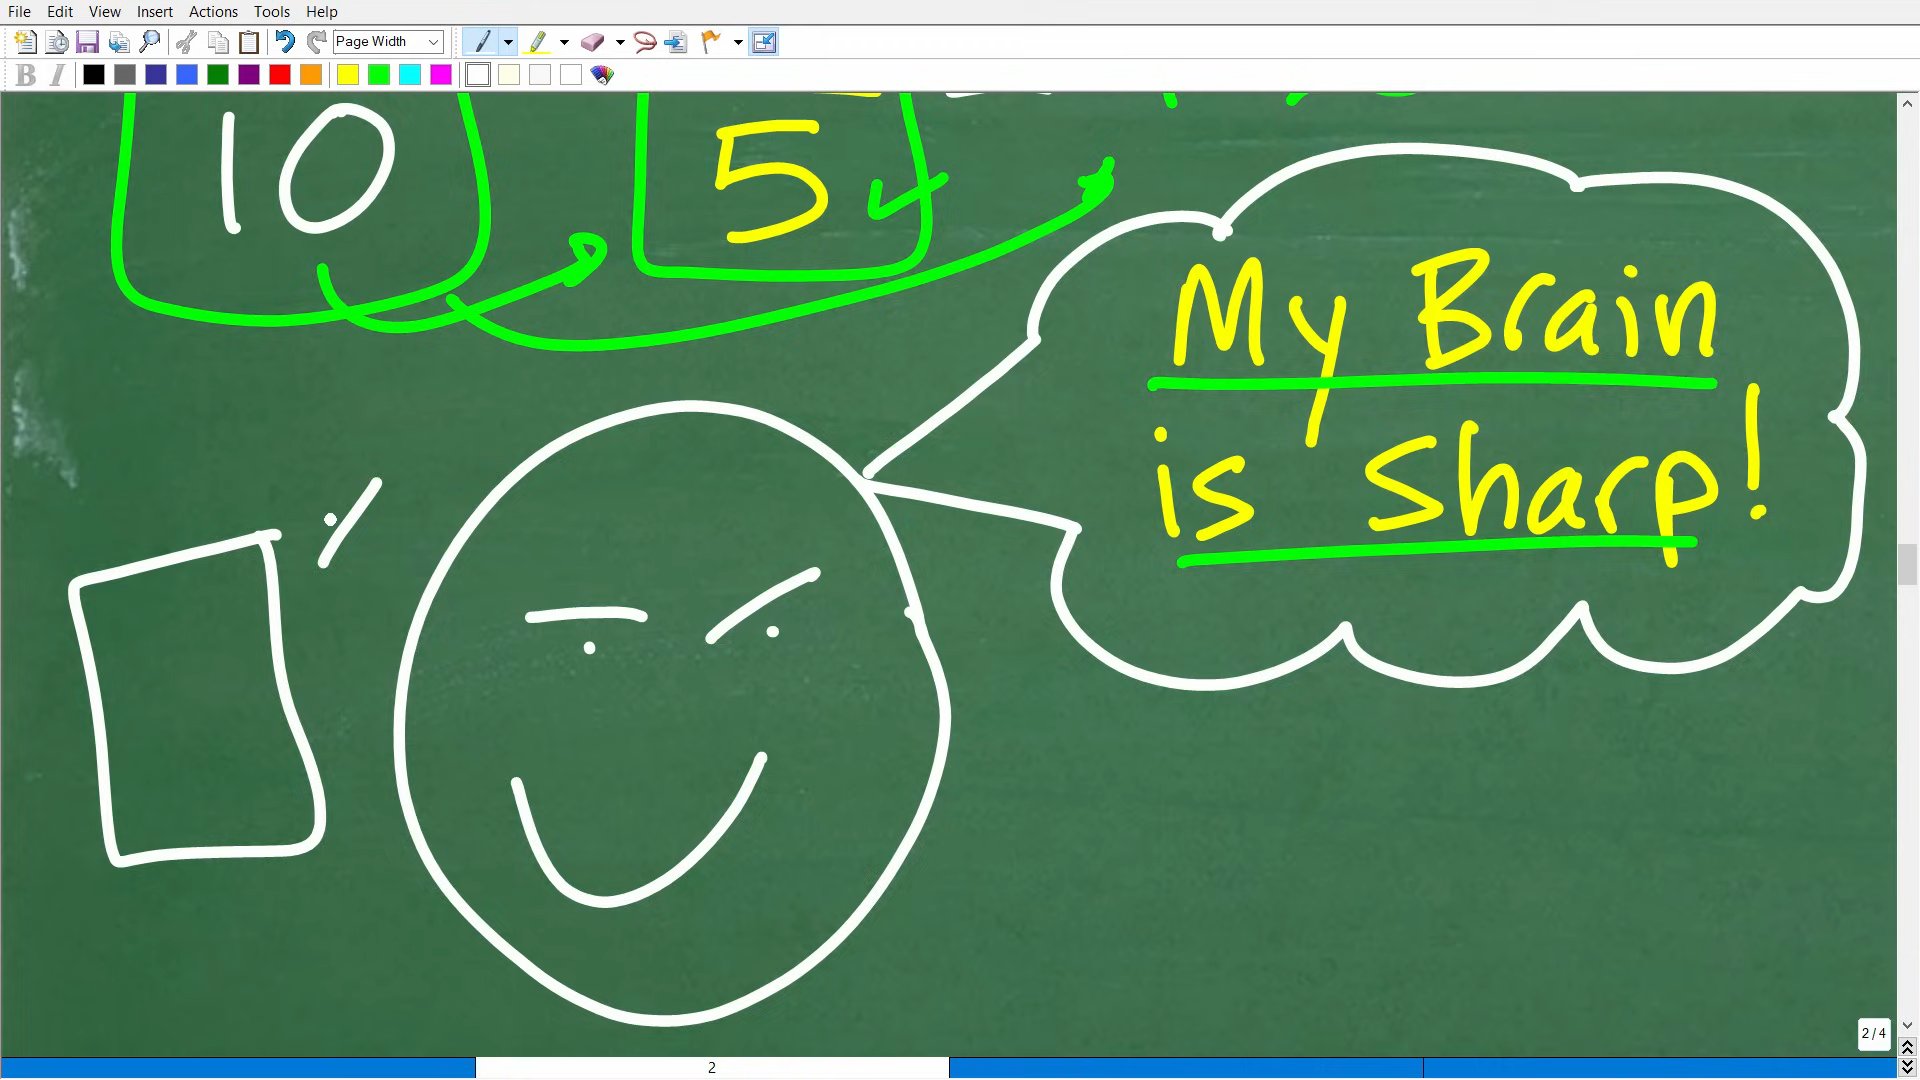 File Edit View Insert Actions Tools Help
Page Width
B I
10 5
My Brain
is sharp!
2 / 4
2